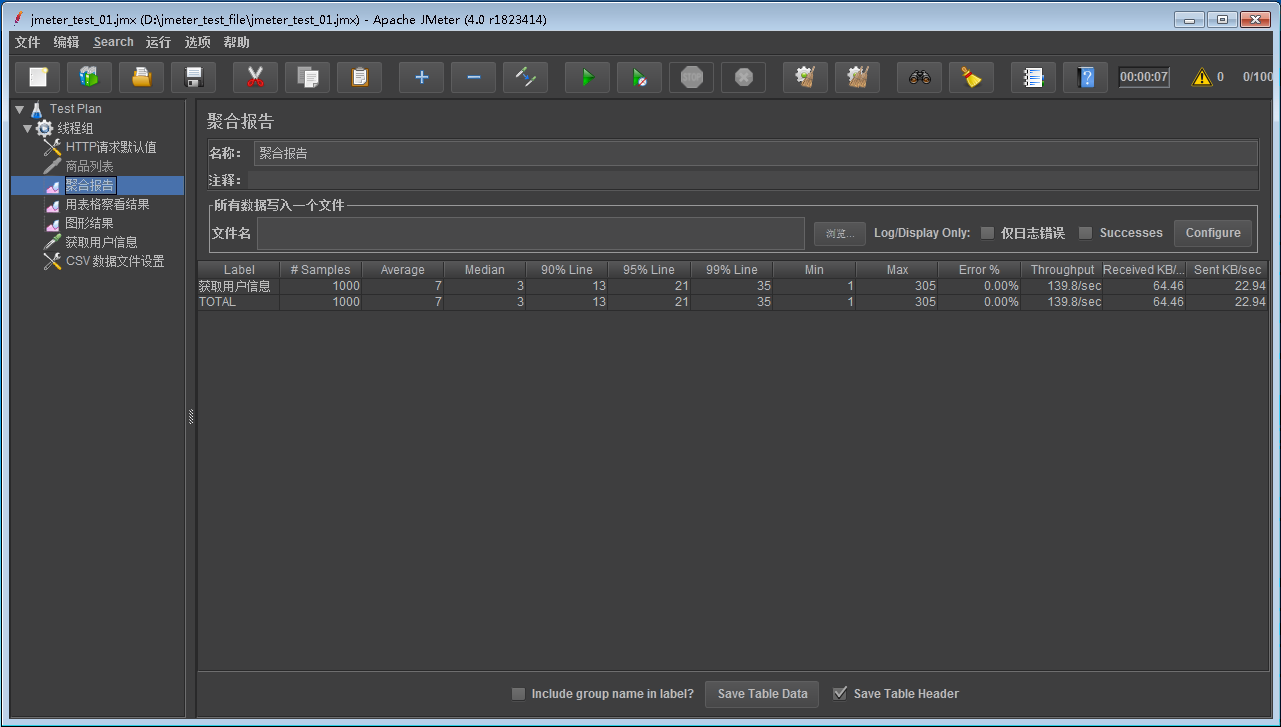 jmeter_test_01.jmx (D:\jmeter_test_file\jmeter_test_01.jmx) - Apache JMeter (4.0 r1823414)
文件 编辑 Search 运行 选项 帮助
STOP 00:00:07 0 0/100
Test Plan
线程组
HTTP请求默认值
商品列表
聚合报告
用表格察看结果
图形结果
获取用户信息
CSV 数据文件设置
聚合报告
名称： 聚合报告
注释：
所有数据写入一个文件
文件名 浏览... Log/Display Only: 仅日志错误 Successes Configure
Label # Samples Average Median 90% Line 95% Line 99% Line Min Max Error % Throughput Received KB/... Sent KB/sec
获取用户信息 1000 7 3 13 21 35 1 305 0.00% 139.8/sec 64.46 22.94
TOTAL 1000 7 3 13 21 35 1 305 0.00% 139.8/sec 64.46 22.94
Include group name in label? Save Table Data Save Table Header